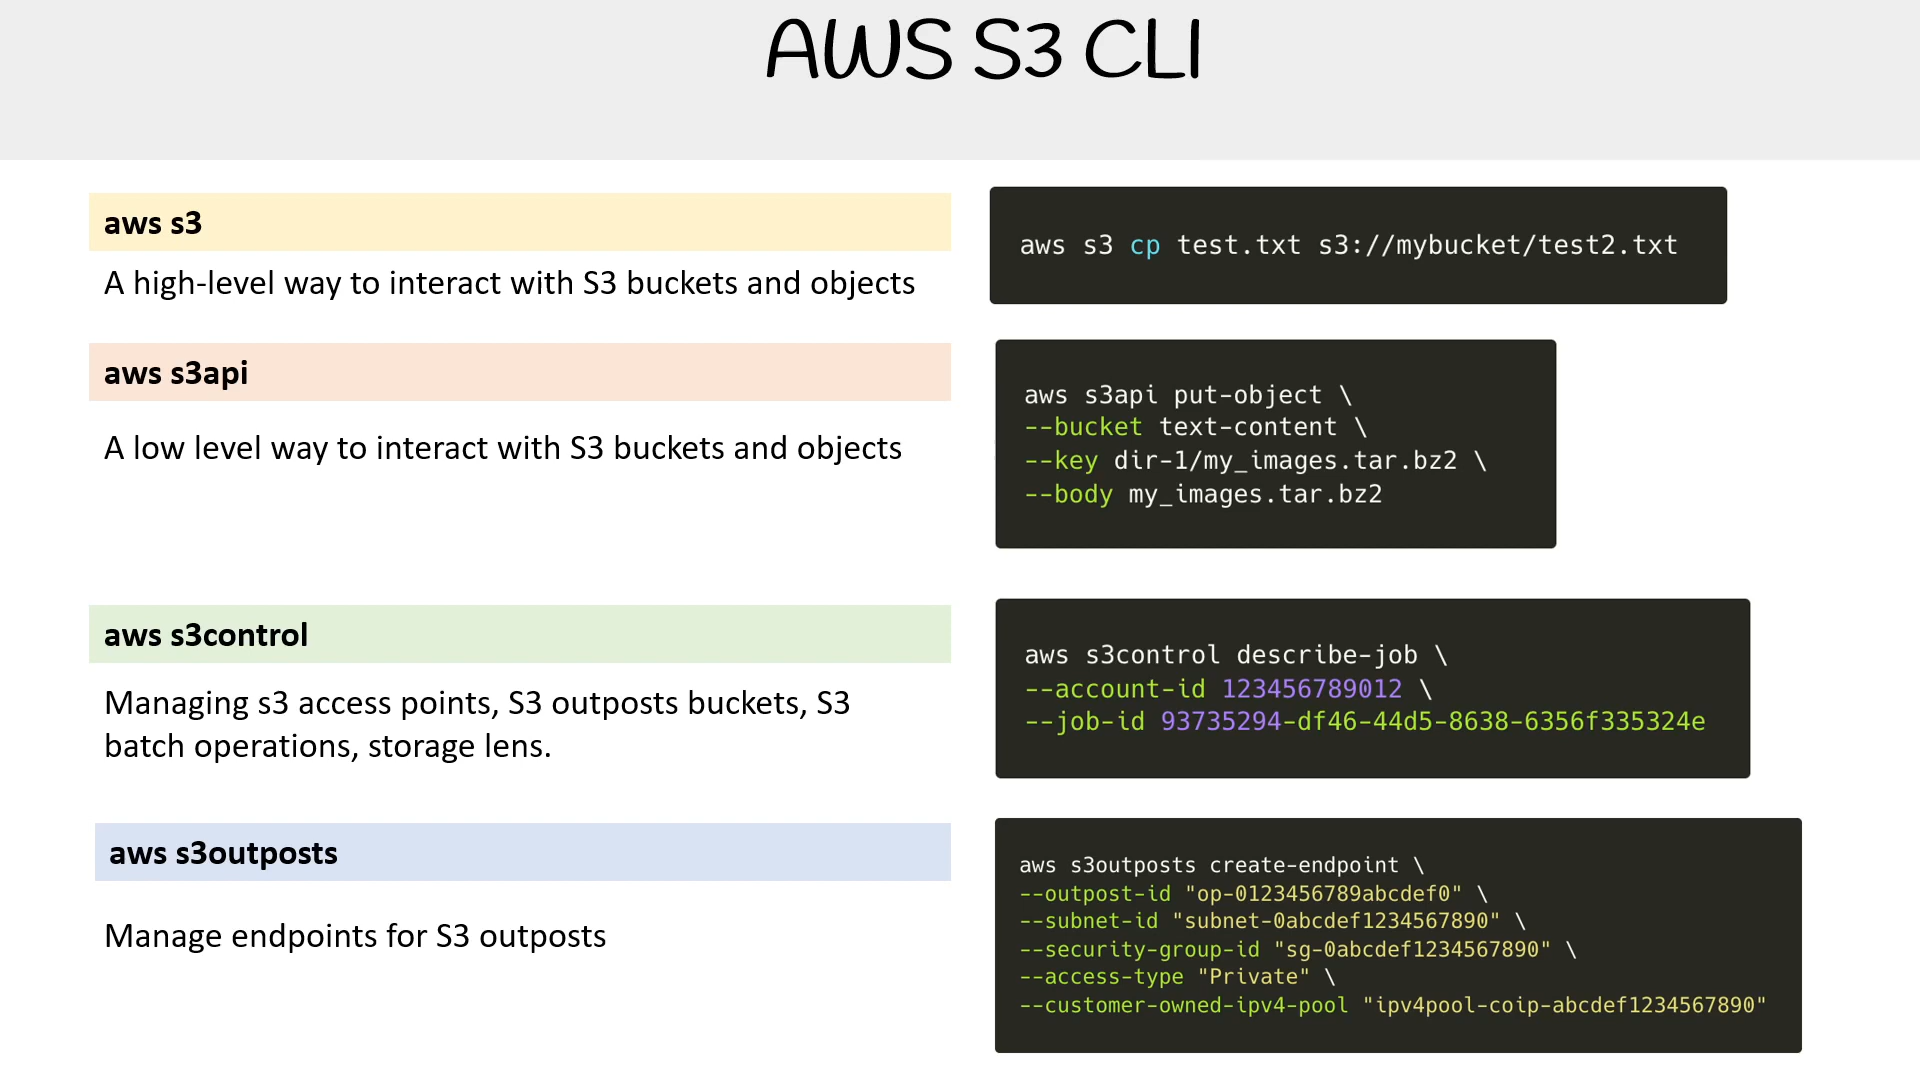 AWS S3 CLI
aws s3
A high-level way to interact with S3 buckets and objects
aws s3 cp test.txt s3://mybucket/test2.txt
aws s3api
A low level way to interact with S3 buckets and objects
aws s3api put-object \
--bucket text-content \
--key dir-1/my_images.tar.bz2 \
--body my_images.tar.bz2
aws s3control
Managing s3 access points, S3 outposts buckets, S3
batch operations, storage lens.
aws s3control describe-job \
--account-id 123456789012 \
--job-id 93735294-df46-44d5-8638-6356f335324e
aws s3outposts
Manage endpoints for S3 outposts
aws s3outposts create-endpoint \
--outpost-id "op-0123456789abcdef0" \
--subnet-id "subnet-0abcdef1234567890" \
--security-group-id "sg-0abcdef1234567890" \
--access-type "Private" \
--customer-owned-ipv4-pool "ipv4pool-coip-abcdef1234567890"